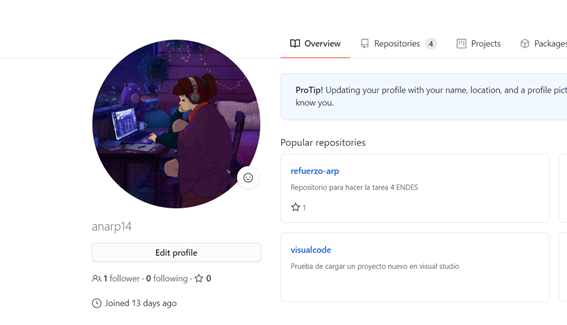 Overview
Repositories 4
Projects
Packages
ProTip! Updating your profile with your name, location, and a profile pict
know you.
Popular repositories
refuerzo-arp
Repositorio para hacer la tarea 4 ENDES
1
visualcode
Prueba de cargar un proyecto nuevo en visual studio
anarp14
Edit profile
1 follower · 0 following · 0
Joined 13 days ago